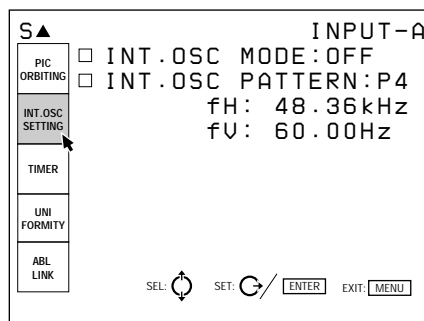 S▲ INPUT-A
PIC
ORBITING
□ INT.OSC MODE:OFF
□ INT.OSC PATTERN:P4
fH: 48.36kHz
fV: 60.00Hz
INT.OSC
SETTING
TIMER
UNI
FORMITY
ABL
LINK
SEL: SET: / ENTER EXIT: MENU